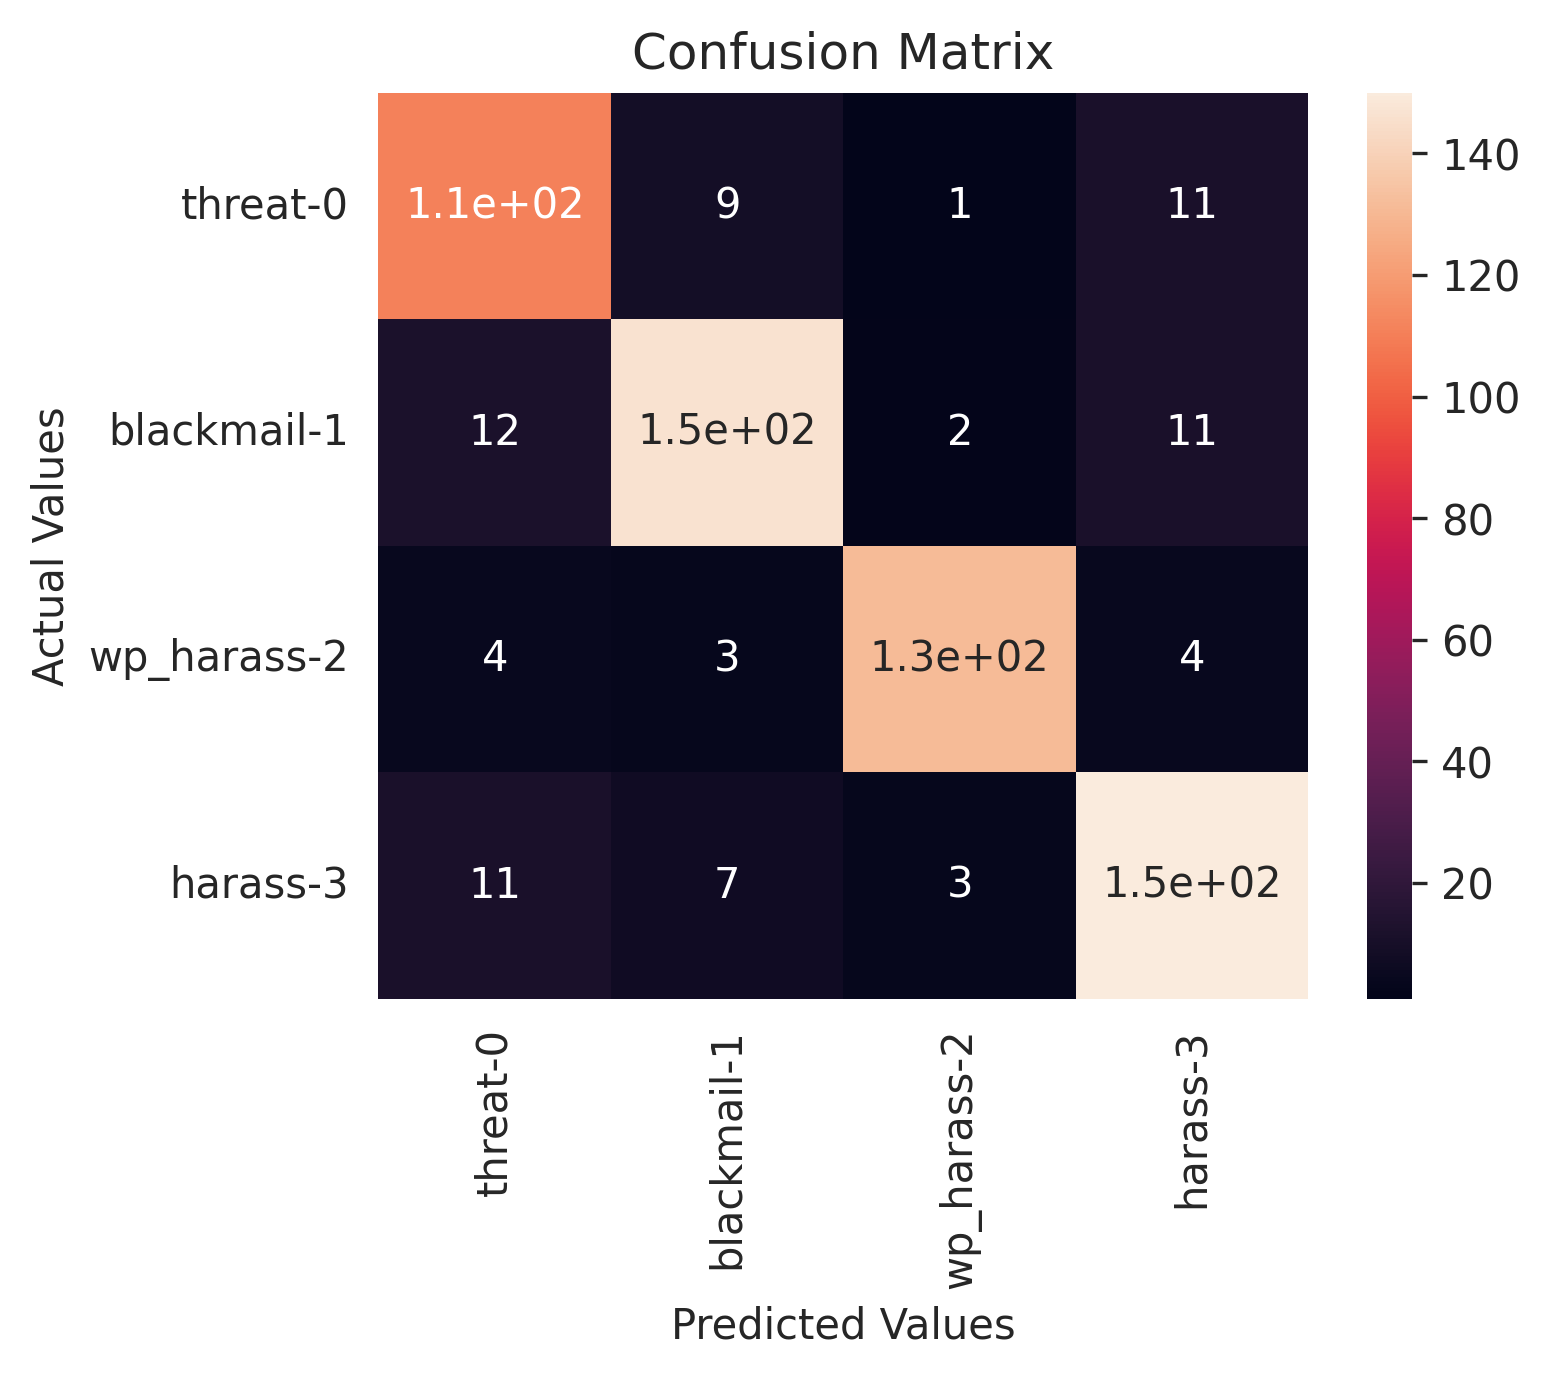 Confusion Matrix
threat-0 1.1e+02 9 1 11
blackmail-1 12 1.5e+02 2 11
wp_harass-2 4 3 1.3e+02 4
harass-3 11 7 3 1.5e+02
Actual Values
threat-0 blackmail-1 wp_harass-2 harass-3
Predicted Values
140
120
100
80
60
40
20